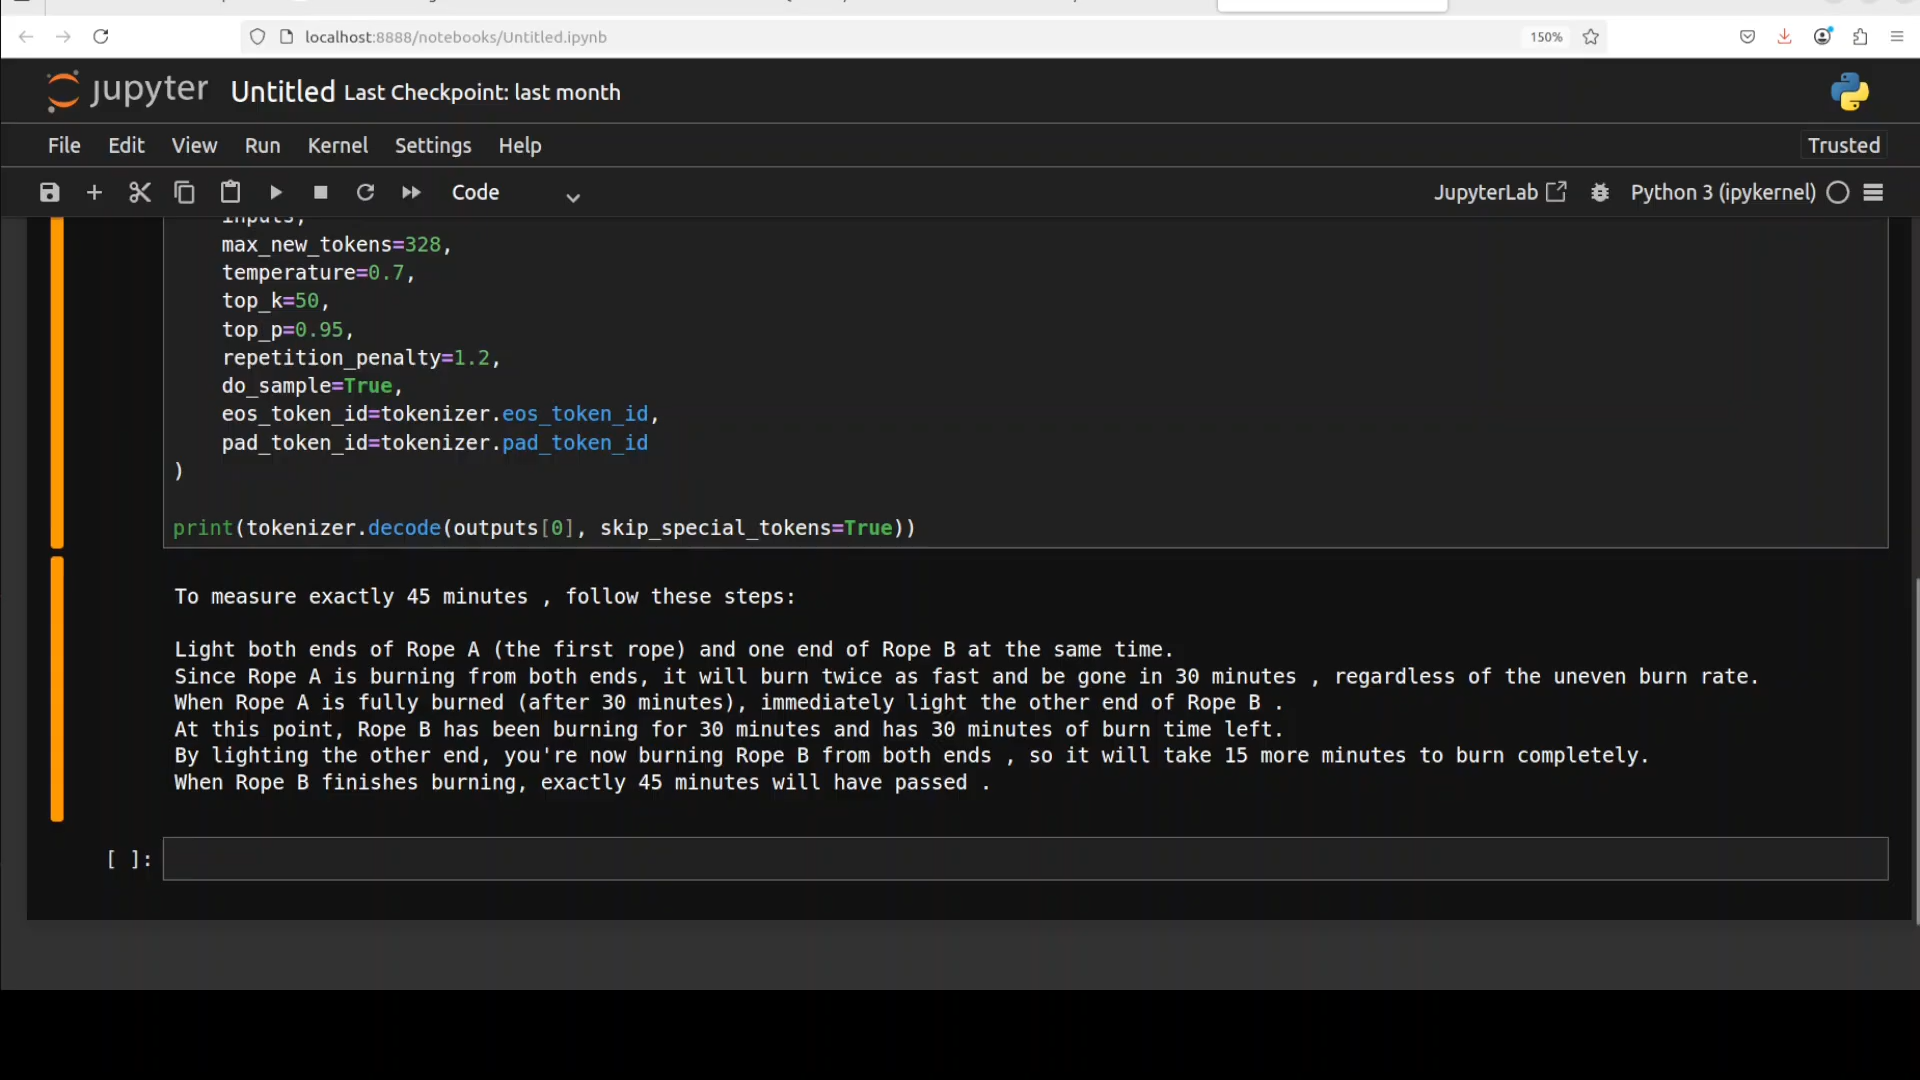 localhost:8888/notebooks/Untitled.ipynb
150%
jupyter Untitled Last Checkpoint: last month
File Edit View Run Kernel Settings Help
Trusted
Code
JupyterLab Python 3 (ipykernel)
inputs,
max_new_tokens=328,
temperature=0.7,
top_k=50,
top_p=0.95,
repetition_penalty=1.2,
do_sample=True,
eos_token_id=tokenizer.eos_token_id,
pad_token_id=tokenizer.pad_token_id
)
print(tokenizer.decode(outputs[0], skip_special_tokens=True))
To measure exactly 45 minutes , follow these steps:
Light both ends of Rope A (the first rope) and one end of Rope B at the same time.
Since Rope A is burning from both ends, it will burn twice as fast and be gone in 30 minutes , regardless of the uneven burn rate.
When Rope A is fully burned (after 30 minutes), immediately light the other end of Rope B .
At this point, Rope B has been burning for 30 minutes and has 30 minutes of burn time left.
By lighting the other end, you're now burning Rope B from both ends , so it will take 15 more minutes to burn completely.
When Rope B finishes burning, exactly 45 minutes will have passed .
[ ]: